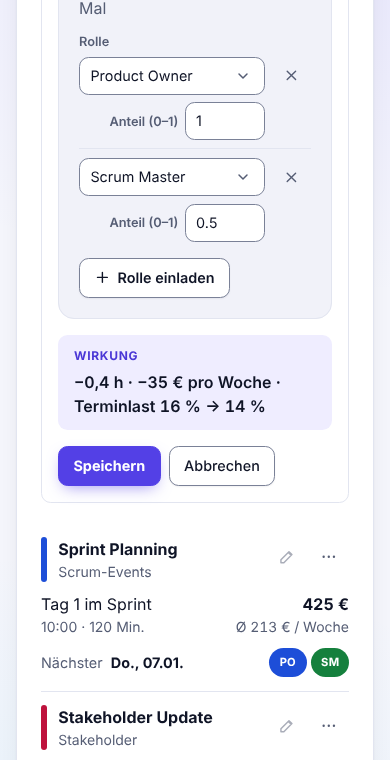 Mal
Rolle
Product Owner
Anteil (0–1) 1
Scrum Master
Anteil (0–1) 0.5
+ Rolle einladen
WIRKUNG
−0,4 h · −35 € pro Woche ·
Terminlast 16 % → 14 %
Speichern Abbrechen
Sprint Planning
Scrum-Events
Tag 1 im Sprint 425 €
10:00 · 120 Min. Ø 213 € / Woche
Nächster Do., 07.01. PO SM
Stakeholder Update
Stakeholder